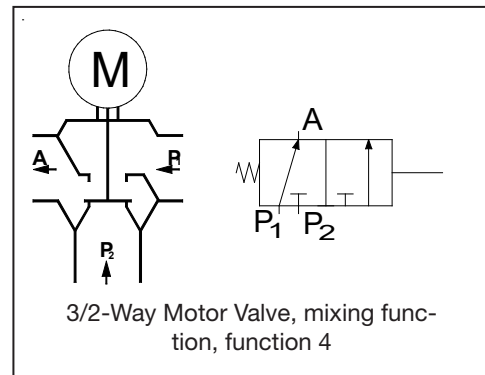 M
A
P
P2
A
P1 P2
3/2-Way Motor Valve, mixing func-
tion, function 4